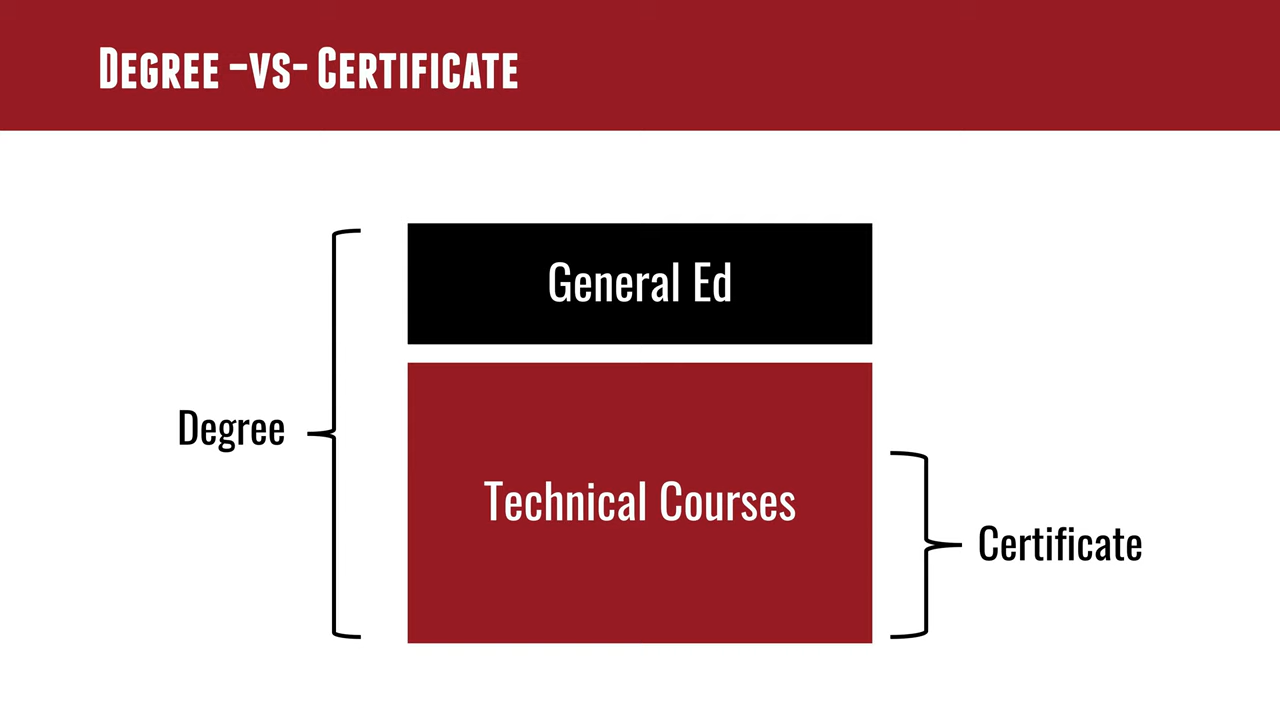 Degree -vs- Certificate
General Ed
Degree
Technical Courses
Certificate